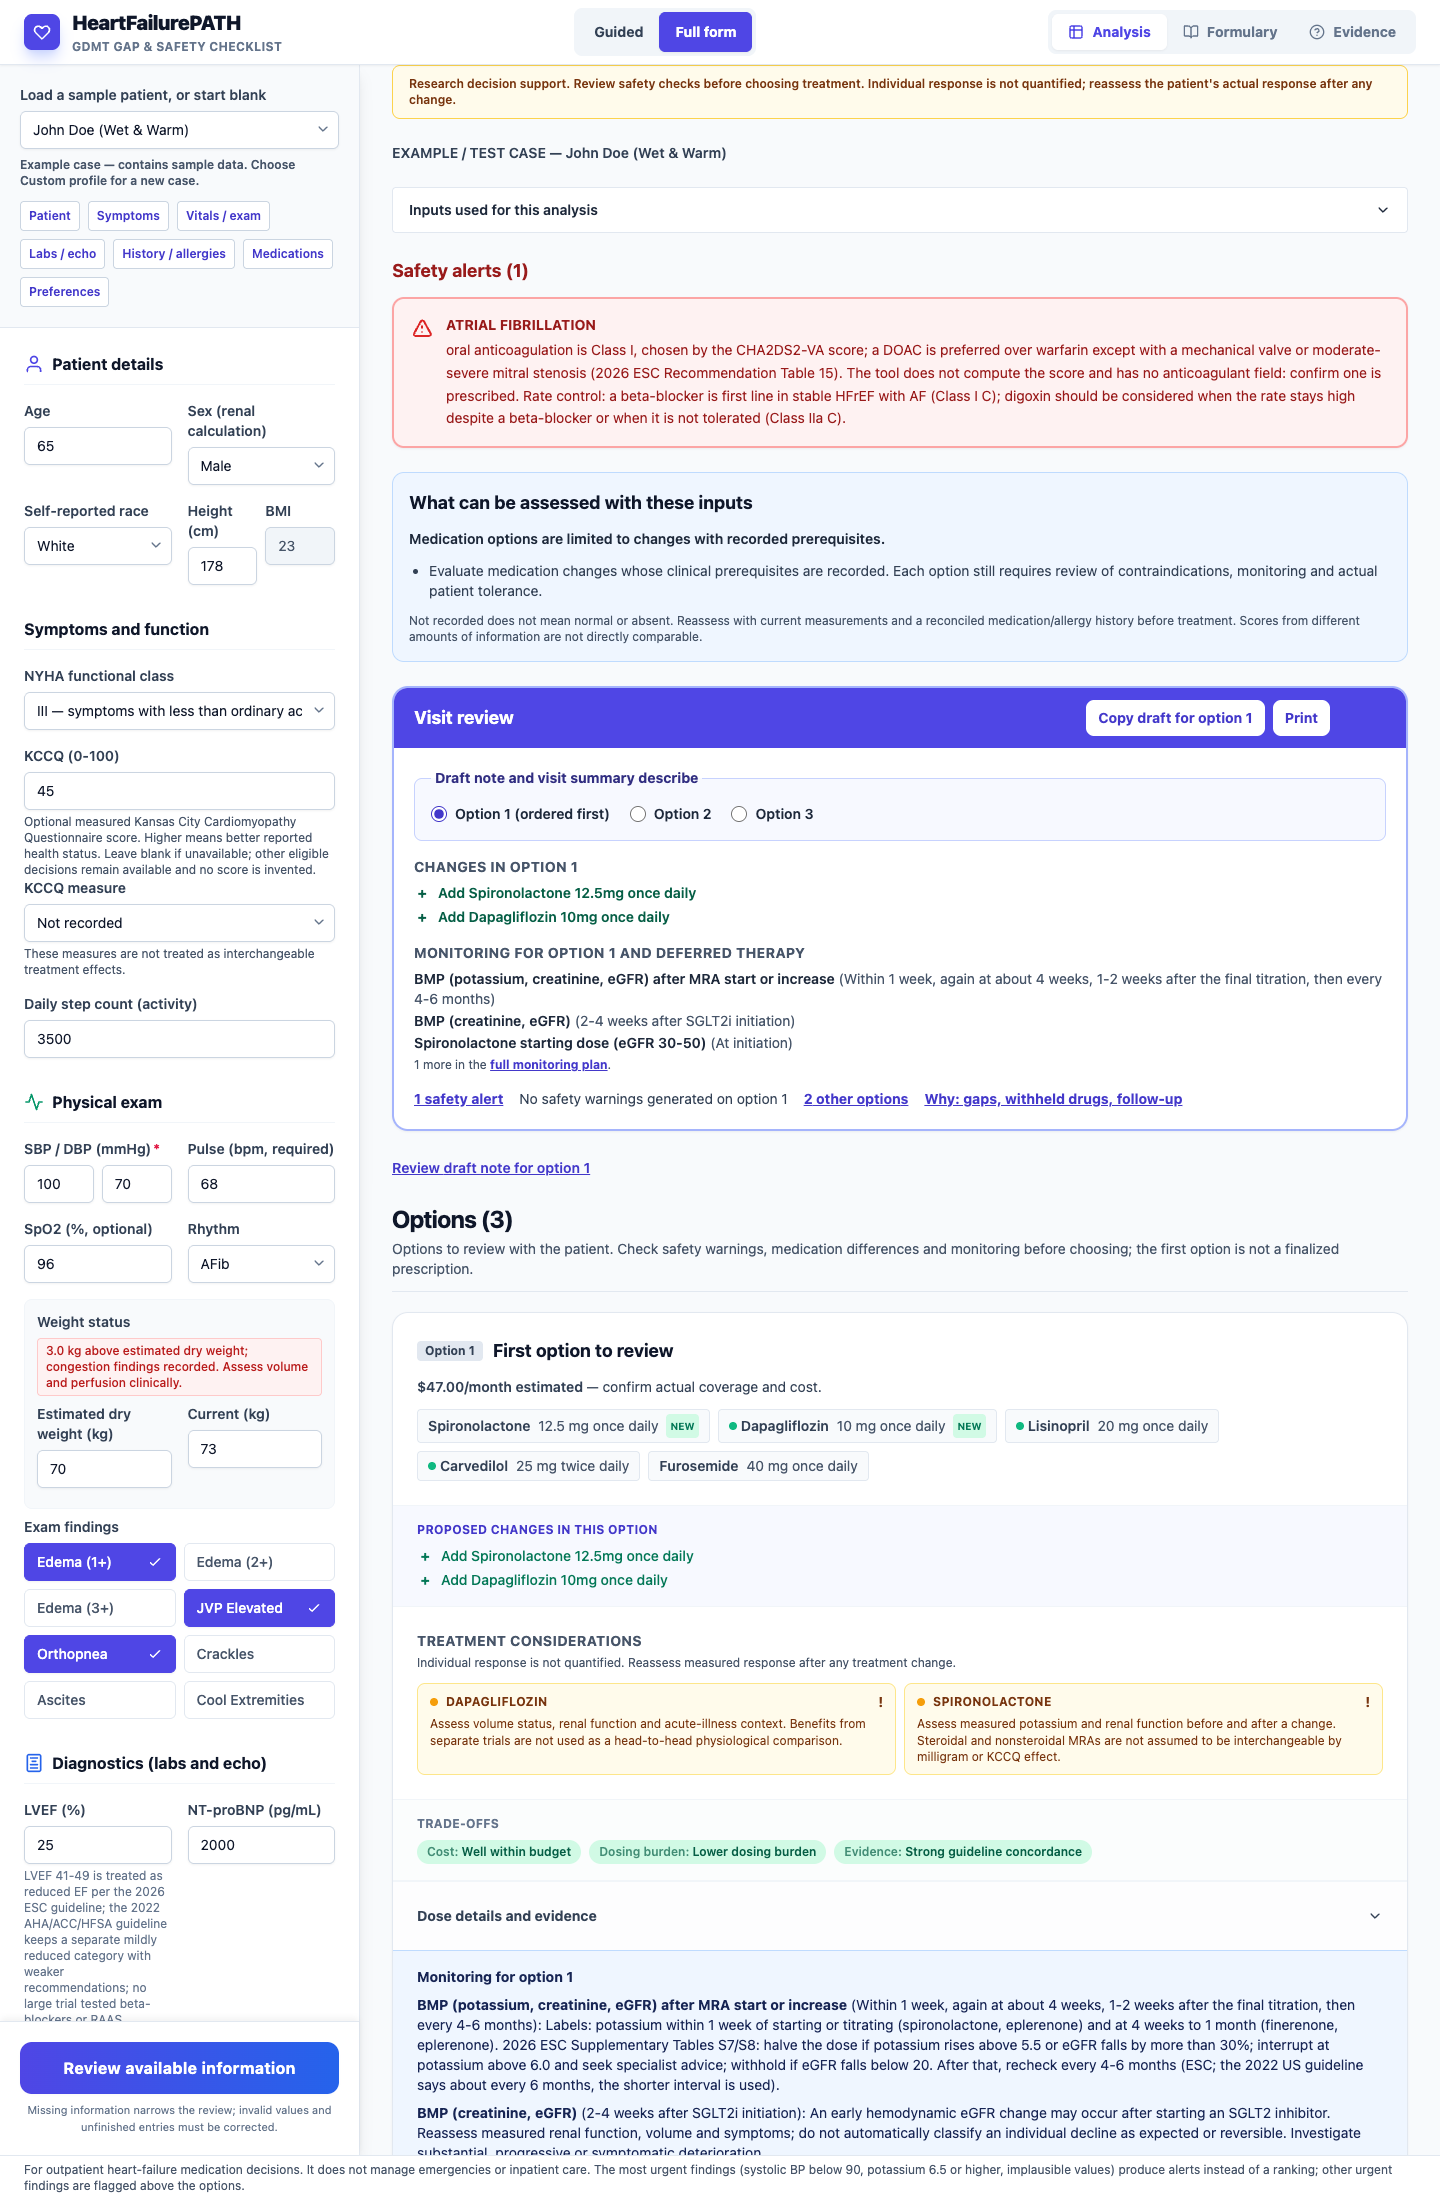 HeartFailurePATH
GDMT GAP & SAFETY CHECKLIST
Guided
Full form
Analysis
Formulary
Evidence
Load a sample patient, or start blank
John Doe (Wet & Warm)
Example case — contains sample data. Choose
Custom profile for a new case.
Patient
Symptoms
Vitals / exam
Labs / echo
History / allergies
Medications
Preferences
Patient details
Age
Sex (renal
calculation)
65
Male
Self-reported race
Height
(cm)
BMI
White
178
23
Symptoms and function
NYHA functional class
III — symptoms with less than ordinary ac
KCCQ (0-100)
45
Optional measured Kansas City Cardiomyopathy
Questionnaire score. Higher means better reported
health status. Leave blank if unavailable; other eligible
decisions remain available and no score is invented.
KCCQ measure
Not recorded
These measures are not treated as interchangeable
treatment effects.
Daily step count (activity)
3500
Physical exam
SBP / DBP (mmHg) *
Pulse (bpm, required)
100
70
68
SpO2 (%, optional)
Rhythm
96
AFib
Weight status
3.0 kg above estimated dry weight;
congestion findings recorded. Assess volume
and perfusion clinically.
Estimated dry
weight (kg)
Current (kg)
70
73
Exam findings
Edema (1+)
Edema (2+)
Edema (3+)
JVP Elevated
Orthopnea
Crackles
Ascites
Cool Extremities
Diagnostics (labs and echo)
LVEF (%)
NT-proBNP (pg/mL)
25
2000
LVEF 41-49 is treated as
reduced EF per the 2026
ESC guideline; the 2022
AHA/ACC/HFSA guideline
keeps a separate mildly
reduced category with
weaker
recommendations; no
large trial tested beta-
blockers or RAAS
Review available information
Missing information narrows the review; invalid values and
unfinished entries must be corrected.
Research decision support. Review safety checks before choosing treatment. Individual response is not quantified; reassess the patient's actual response after any
change.
EXAMPLE / TEST CASE — John Doe (Wet & Warm)
Inputs used for this analysis
Safety alerts (1)
ATRIAL FIBRILLATION
oral anticoagulation is Class I, chosen by the CHA2DS2-VA score; a DOAC is preferred over warfarin except with a mechanical valve or moderate-
severe mitral stenosis (2026 ESC Recommendation Table 15). The tool does not compute the score and has no anticoagulant field: confirm one is
prescribed. Rate control: a beta-blocker is first line in stable HFrEF with AF (Class I C); digoxin should be considered when the rate stays high
despite a beta-blocker or when it is not tolerated (Class IIa C).
What can be assessed with these inputs
Medication options are limited to changes with recorded prerequisites.
• Evaluate medication changes whose clinical prerequisites are recorded. Each option still requires review of contraindications, monitoring and actual
patient tolerance.
Not recorded does not mean normal or absent. Reassess with current measurements and a reconciled medication/allergy history before treatment. Scores from different
amounts of information are not directly comparable.
Visit review
Copy draft for option 1
Print
Draft note and visit summary describe
Option 1 (ordered first)
Option 2
Option 3
CHANGES IN OPTION 1
+ Add Spironolactone 12.5mg once daily
+ Add Dapagliflozin 10mg once daily
MONITORING FOR OPTION 1 AND DEFERRED THERAPY
BMP (potassium, creatinine, eGFR) after MRA start or increase (Within 1 week, again at about 4 weeks, 1-2 weeks after the final titration, then every
4-6 months)
BMP (creatinine, eGFR) (2-4 weeks after SGLT2i initiation)
Spironolactone starting dose (eGFR 30-50) (At initiation)
1 more in the full monitoring plan.
1 safety alert
No safety warnings generated on option 1
2 other options
Why: gaps, withheld drugs, follow-up
Review draft note for option 1
Options (3)
Options to review with the patient. Check safety warnings, medication differences and monitoring before choosing; the first option is not a finalized
prescription.
Option 1
First option to review
$47.00/month estimated — confirm actual coverage and cost.
Spironolactone 12.5 mg once daily NEW
Dapagliflozin 10 mg once daily NEW
Lisinopril 20 mg once daily
Carvedilol 25 mg twice daily
Furosemide 40 mg once daily
PROPOSED CHANGES IN THIS OPTION
+ Add Spironolactone 12.5mg once daily
+ Add Dapagliflozin 10mg once daily
TREATMENT CONSIDERATIONS
Individual response is not quantified. Reassess measured response after any treatment change.
DAPAGLIFLOZIN !
Assess volume status, renal function and acute-illness context. Benefits from
separate trials are not used as a head-to-head physiological comparison.
SPIRONOLACTONE !
Assess measured potassium and renal function before and after a change.
Steroidal and nonsteroidal MRAs are not assumed to be interchangeable by
milligram or KCCQ effect.
TRADE-OFFS
Cost: Well within budget
Dosing burden: Lower dosing burden
Evidence: Strong guideline concordance
Dose details and evidence
Monitoring for option 1
BMP (potassium, creatinine, eGFR) after MRA start or increase (Within 1 week, again at about 4 weeks, 1-2 weeks after the final titration, then
every 4-6 months): Labels: potassium within 1 week of starting or titrating (spironolactone, eplerenone) and at 4 weeks to 1 month (finerenone,
eplerenone). 2026 ESC Supplementary Tables S7/S8: halve the dose if potassium rises above 5.5 or eGFR falls by more than 30%; interrupt at
potassium above 6.0 and seek specialist advice; withhold if eGFR falls below 20. After that, recheck every 4-6 months (ESC; the 2022 US guideline
says about every 6 months, the shorter interval is used).
BMP (creatinine, eGFR) (2-4 weeks after SGLT2i initiation): An early hemodynamic eGFR change may occur after starting an SGLT2 inhibitor.
Reassess measured renal function, volume and symptoms; do not automatically classify an individual decline as expected or reversible. Investigate
substantial, progressive or symptomatic deterioration.
For outpatient heart-failure medication decisions. It does not manage emergencies or inpatient care. The most urgent findings (systolic BP below 90, potassium 6.5 or higher, implausible values) produce alerts instead of a ranking; other urgent
findings are flagged above the options.